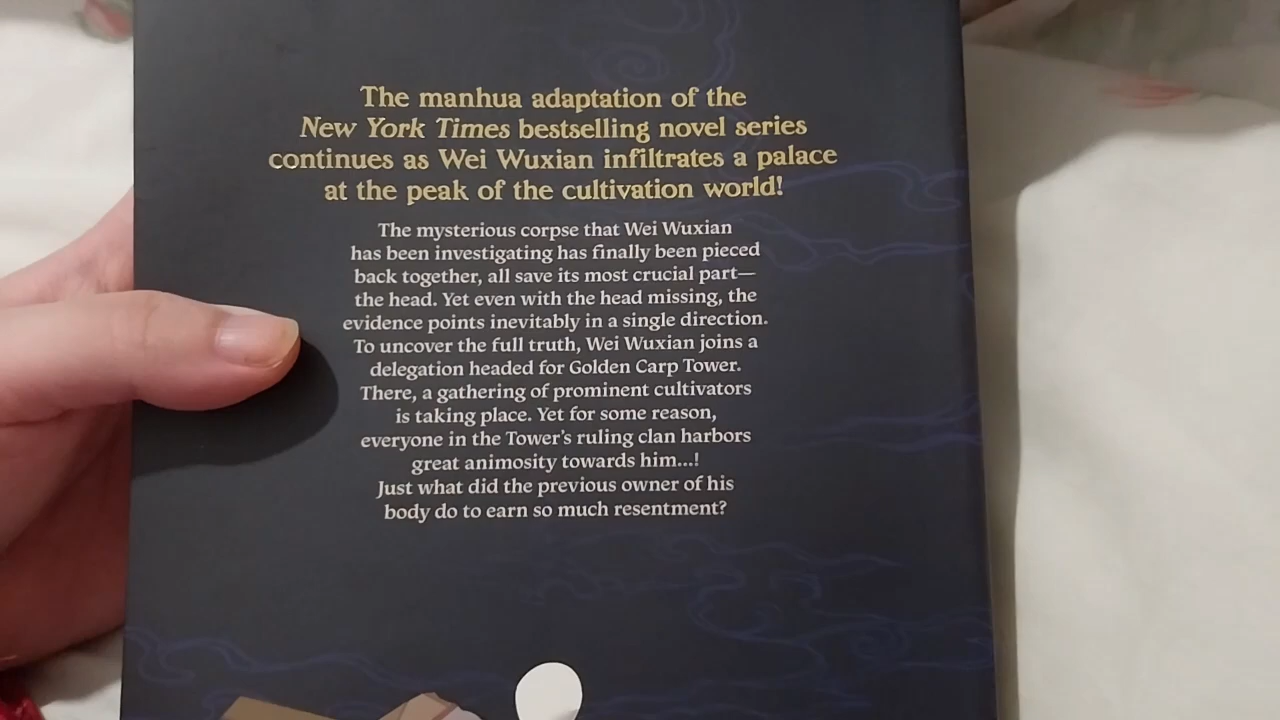 The manhua adaptation of the
New York Times bestselling novel series
continues as Wei Wuxian infiltrates a palace
at the peak of the cultivation world!
The mysterious corpse that Wei Wuxian
has been investigating has finally been pieced
back together, all save its most crucial part—
the head. Yet even with the head missing, the
evidence points inevitably in a single direction.
To uncover the full truth, Wei Wuxian joins a
delegation headed for Golden Carp Tower.
There, a gathering of prominent cultivators
is taking place. Yet for some reason,
everyone in the Tower's ruling clan harbors
great animosity towards him...!
Just what did the previous owner of his
body do to earn so much resentment?